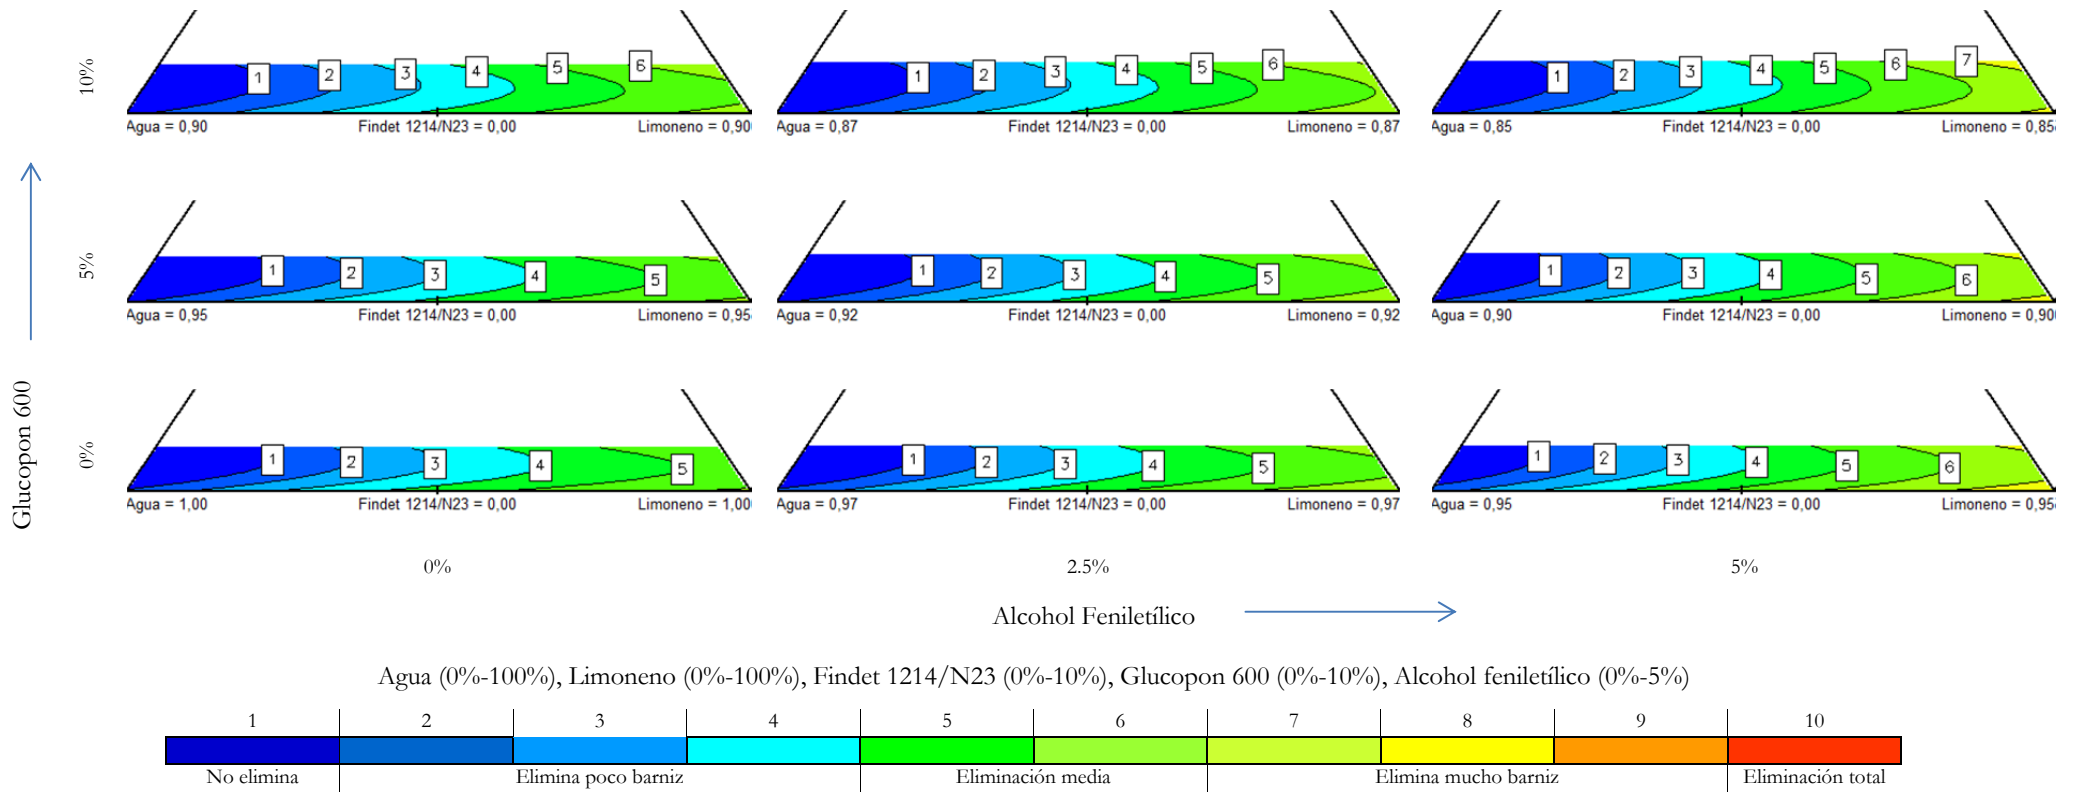 10%
1 2 3 4 5 6
1 2 3 4 5 6
1 2 3 4 5 6 7
Agua = 0,90 Findet 1214/N23 = 0,00 Limoneno = 0,90
Agua = 0,87 Findet 1214/N23 = 0,00 Limoneno = 0,87
Agua = 0,85 Findet 1214/N23 = 0,00 Limoneno = 0,85
5%
1 2 3 4 5
1 2 3 4 5
1 2 3 4 5 6
Agua = 0,95 Findet 1214/N23 = 0,00 Limoneno = 0,95
Agua = 0,92 Findet 1214/N23 = 0,00 Limoneno = 0,92
Agua = 0,90 Findet 1214/N23 = 0,00 Limoneno = 0,90
Glucopon 600
0%
1 2 3 4 5
1 2 3 4 5
1 2 3 4 5 6
Agua = 1,00 Findet 1214/N23 = 0,00 Limoneno = 1,00
Agua = 0,97 Findet 1214/N23 = 0,00 Limoneno = 0,97
Agua = 0,95 Findet 1214/N23 = 0,00 Limoneno = 0,95
0% 2.5% 5%
Alcohol Feniletílico
Agua (0%-100%), Limoneno (0%-100%), Findet 1214/N23 (0%-10%), Glucopon 600 (0%-10%), Alcohol feniletílico (0%-5%)
1 2 3 4 5 6 7 8 9 10
No elimina Elimina poco barniz Eliminación media Elimina mucho barniz Eliminación total